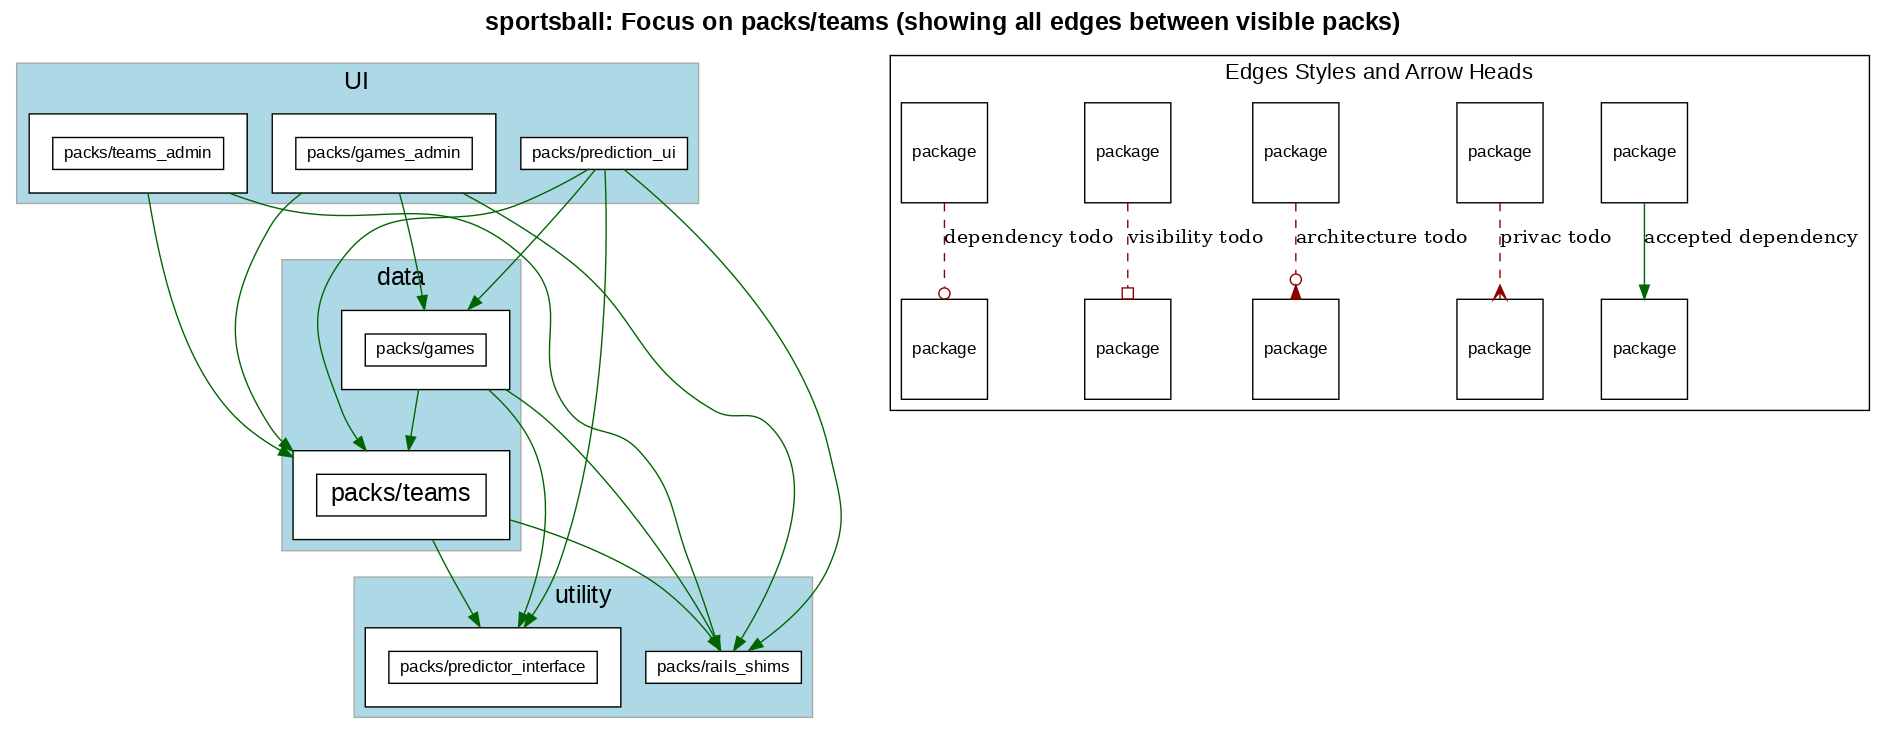 sportsball: Focus on packs/teams (showing all edges between visible packs)
UI
packs/teams_admin
packs/games_admin
packs/prediction_ui
data
packs/games
packs/teams
utility
packs/predictor_interface
packs/rails_shims
Edges Styles and Arrow Heads
package
package
package
package
package
dependency todo
visibility todo
architecture todo
privac todo
accepted dependency
package
package
package
package
package